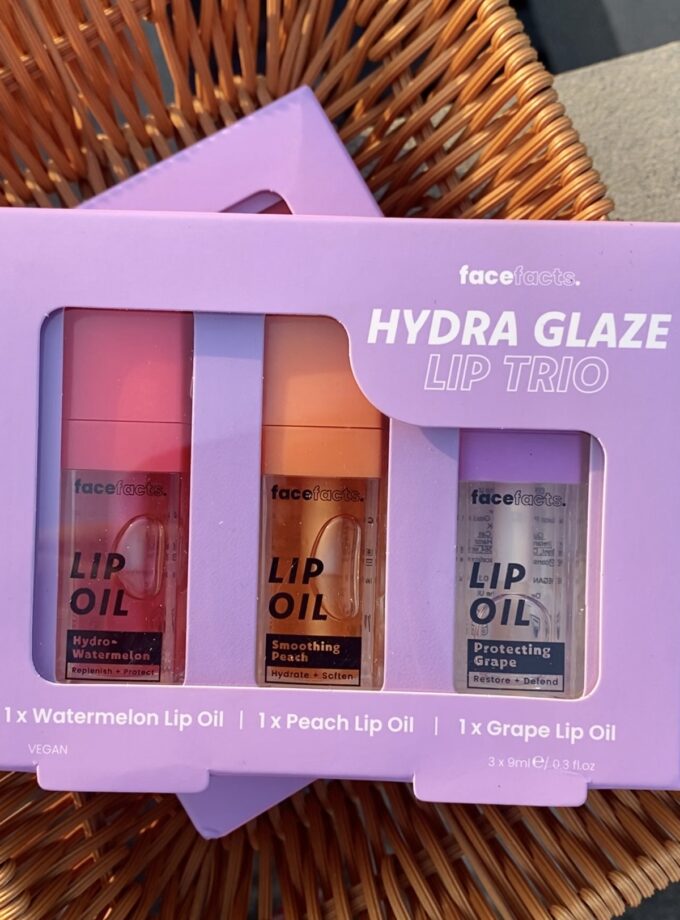 facefacts.
HYDRA GLAZE
LIP TRIO
facefacts.
LIP
OIL
Hydro-
Watermelon
Replenish + Protect
facefacts.
LIP
OIL
Smoothing
Peach
Hydrate + Soften
facefacts.
LIP
OIL
Protecting
Grape
Restore + Defend
1 x Watermelon Lip Oil | 1 x Peach Lip Oil | 1 x Grape Lip Oil
VEGAN
3 x 9ml ℮/ 0.3 fl.oz